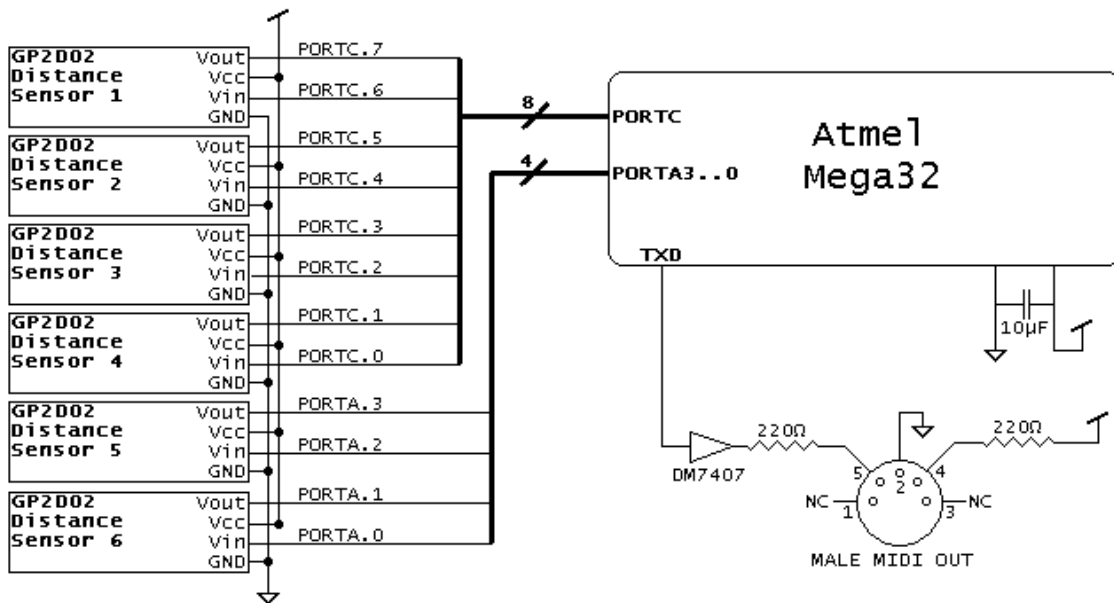 GP2D02
Distance
Sensor 1
Vout
Vcc
Vin
GND
PORTC.7
PORTC.6
GP2D02
Distance
Sensor 2
Vout
Vcc
Vin
GND
PORTC.5
PORTC.4
GP2D02
Distance
Sensor 3
Vout
Vcc
Vin
GND
PORTC.3
PORTC.2
GP2D02
Distance
Sensor 4
Vout
Vcc
Vin
GND
PORTC.1
PORTC.0
GP2D02
Distance
Sensor 5
Vout
Vcc
Vin
GND
PORTA.3
PORTA.2
GP2D02
Distance
Sensor 6
Vout
Vcc
Vin
GND
PORTA.1
PORTA.0
8
4
PORTC
PORTA3..0
Atmel
Mega32
TXD
10µF
DM7407
220Ω
220Ω
5
2
4
NC
1
3
NC
MALE MIDI OUT